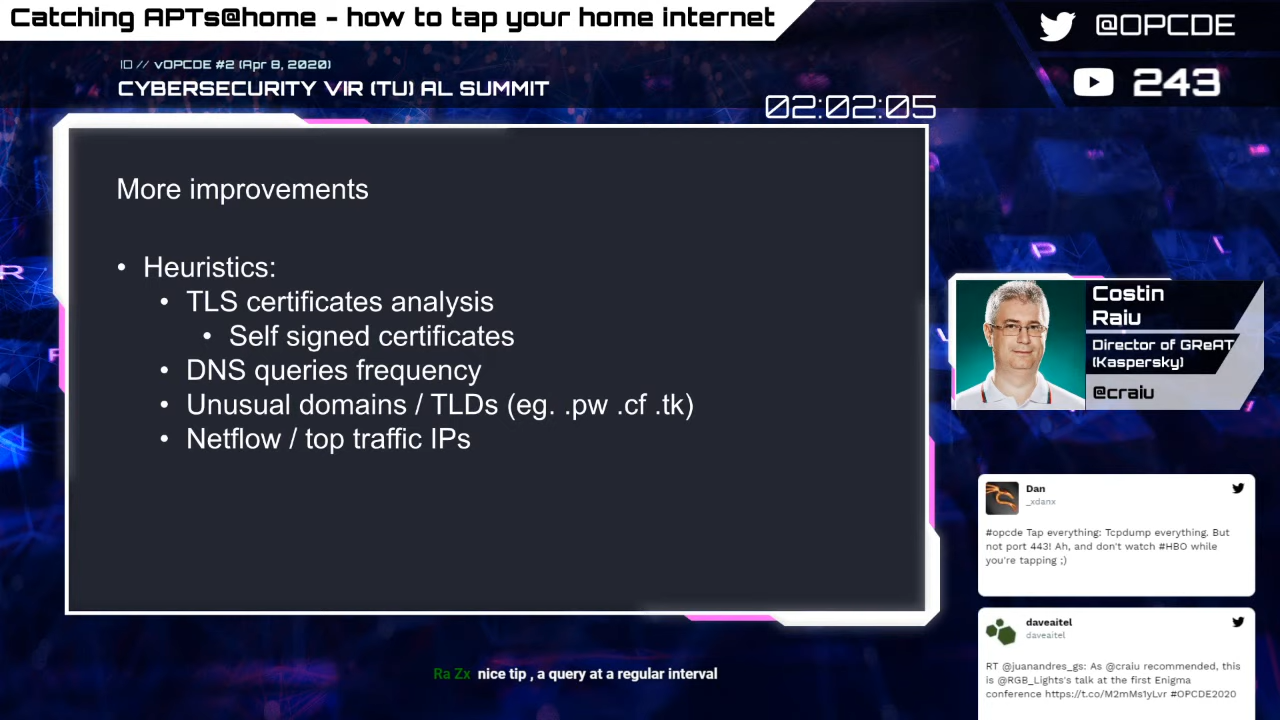 Catching APTs@home - how to tap your home internet
@OPCDE
ID // vOPCDE #2 (Apr 8, 2020)
CYBERSECURITY VIR (TU) AL SUMMIT
243
02:02:05
More improvements
• Heuristics:
• TLS certificates analysis
• Self signed certificates
• DNS queries frequency
• Unusual domains / TLDs (eg. .pw .cf .tk)
• Netflow / top traffic IPs
Costin
Raiu
Director of GReAT
(Kaspersky)
@craiu
Dan
_xdanx
#opcde Tap everything: Tcpdump everything. But
not port 443! Ah, and don't watch #HBO while
you're tapping ;)
daveaitel
daveaitel
RT @juanandres_gs: As @craiu recommended, this
is @RGB_Lights's talk at the first Enigma
conference https://t.co/M2mMs1yLvr #OPCDE2020
Ra Zx nice tip , a query at a regular interval